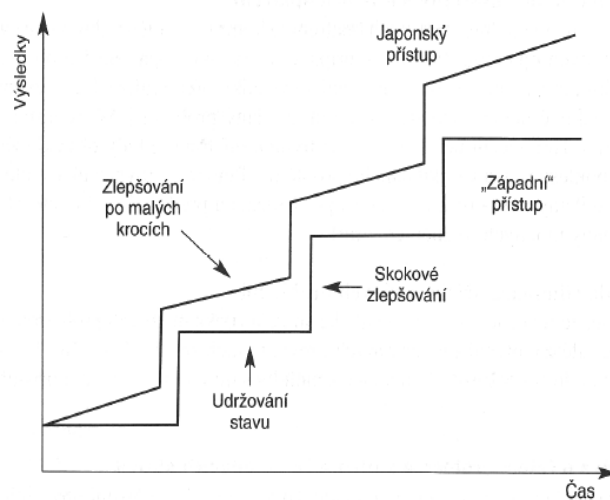 Výsledky
Japonský
přístup
Zlepšování
po malých
krocích
„Západní“
přístup
Skokové
zlepšování
Udržování
stavu
Čas